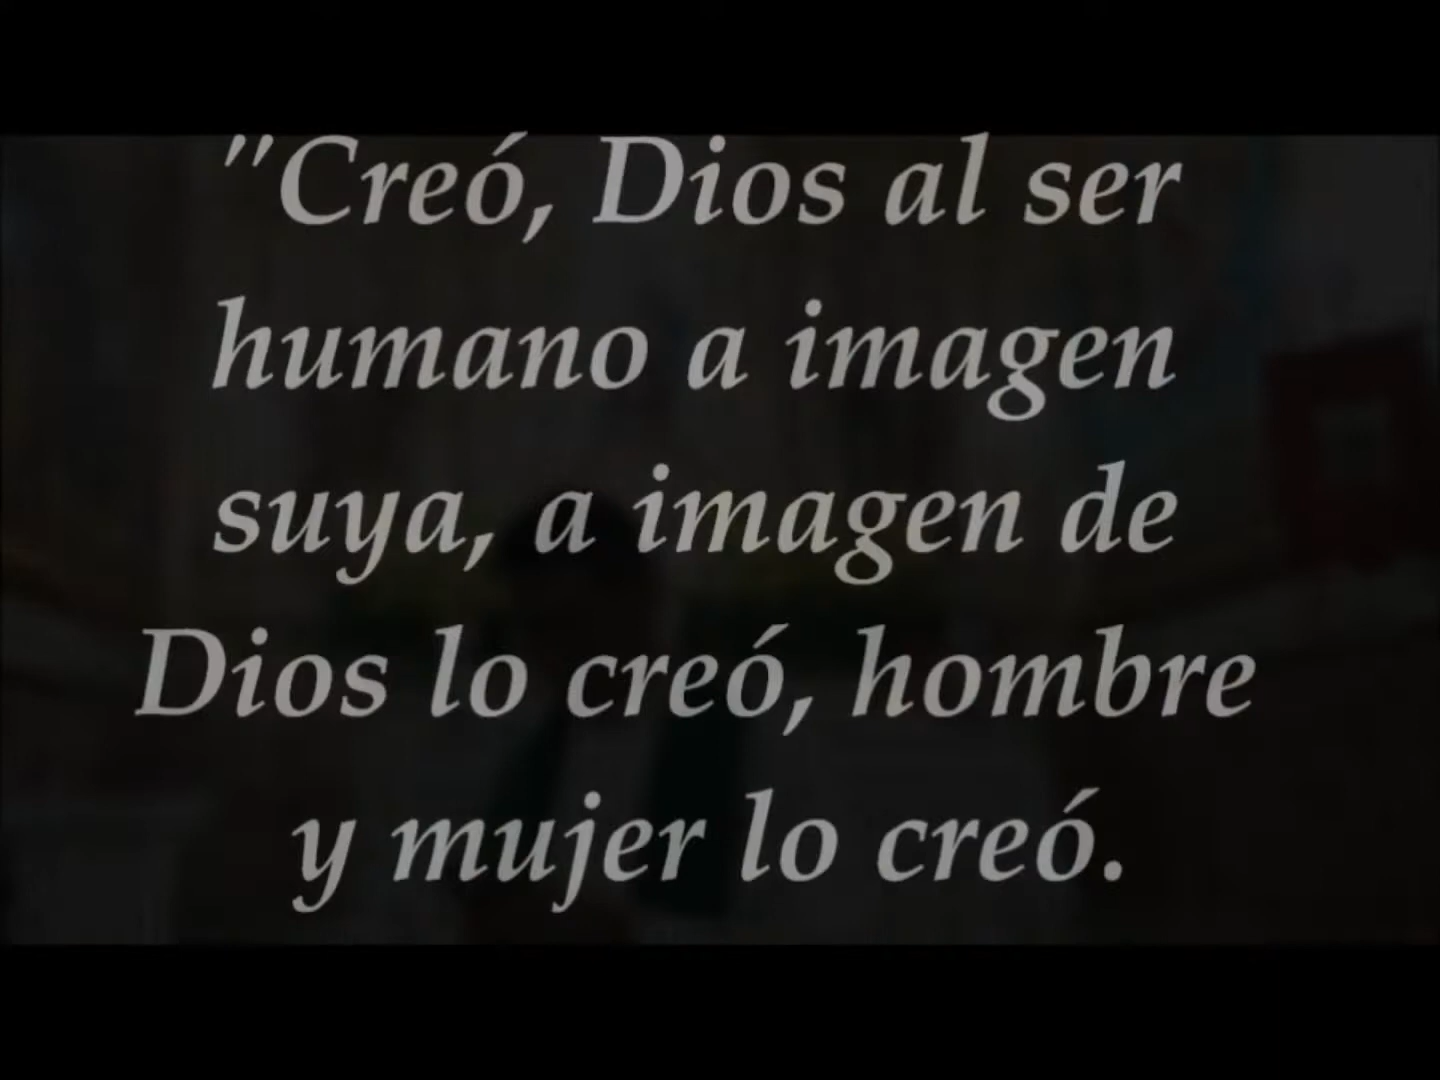 "Creó, Dios al ser
humano a imagen
suya, a imagen de
Dios lo creó, hombre
y mujer lo creó.